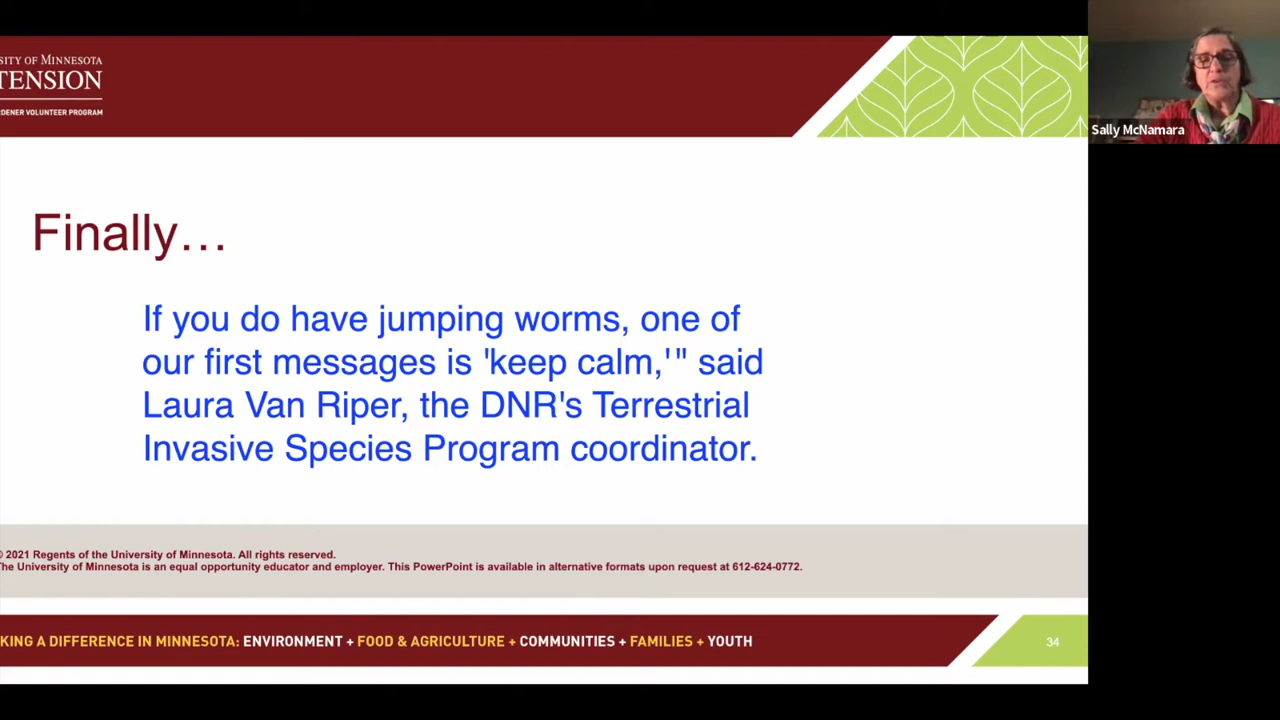 SITY OF MINNESOTA
TENSION
RDENER VOLUNTEER PROGRAM
Sally McNamara
Finally…
If you do have jumping worms, one of
our first messages is 'keep calm,'" said
Laura Van Riper, the DNR's Terrestrial
Invasive Species Program coordinator.
© 2021 Regents of the University of Minnesota. All rights reserved.
The University of Minnesota is an equal opportunity educator and employer. This PowerPoint is available in alternative formats upon request at 612-624-0772.
KING A DIFFERENCE IN MINNESOTA: ENVIRONMENT + FOOD & AGRICULTURE + COMMUNITIES + FAMILIES + YOUTH
34